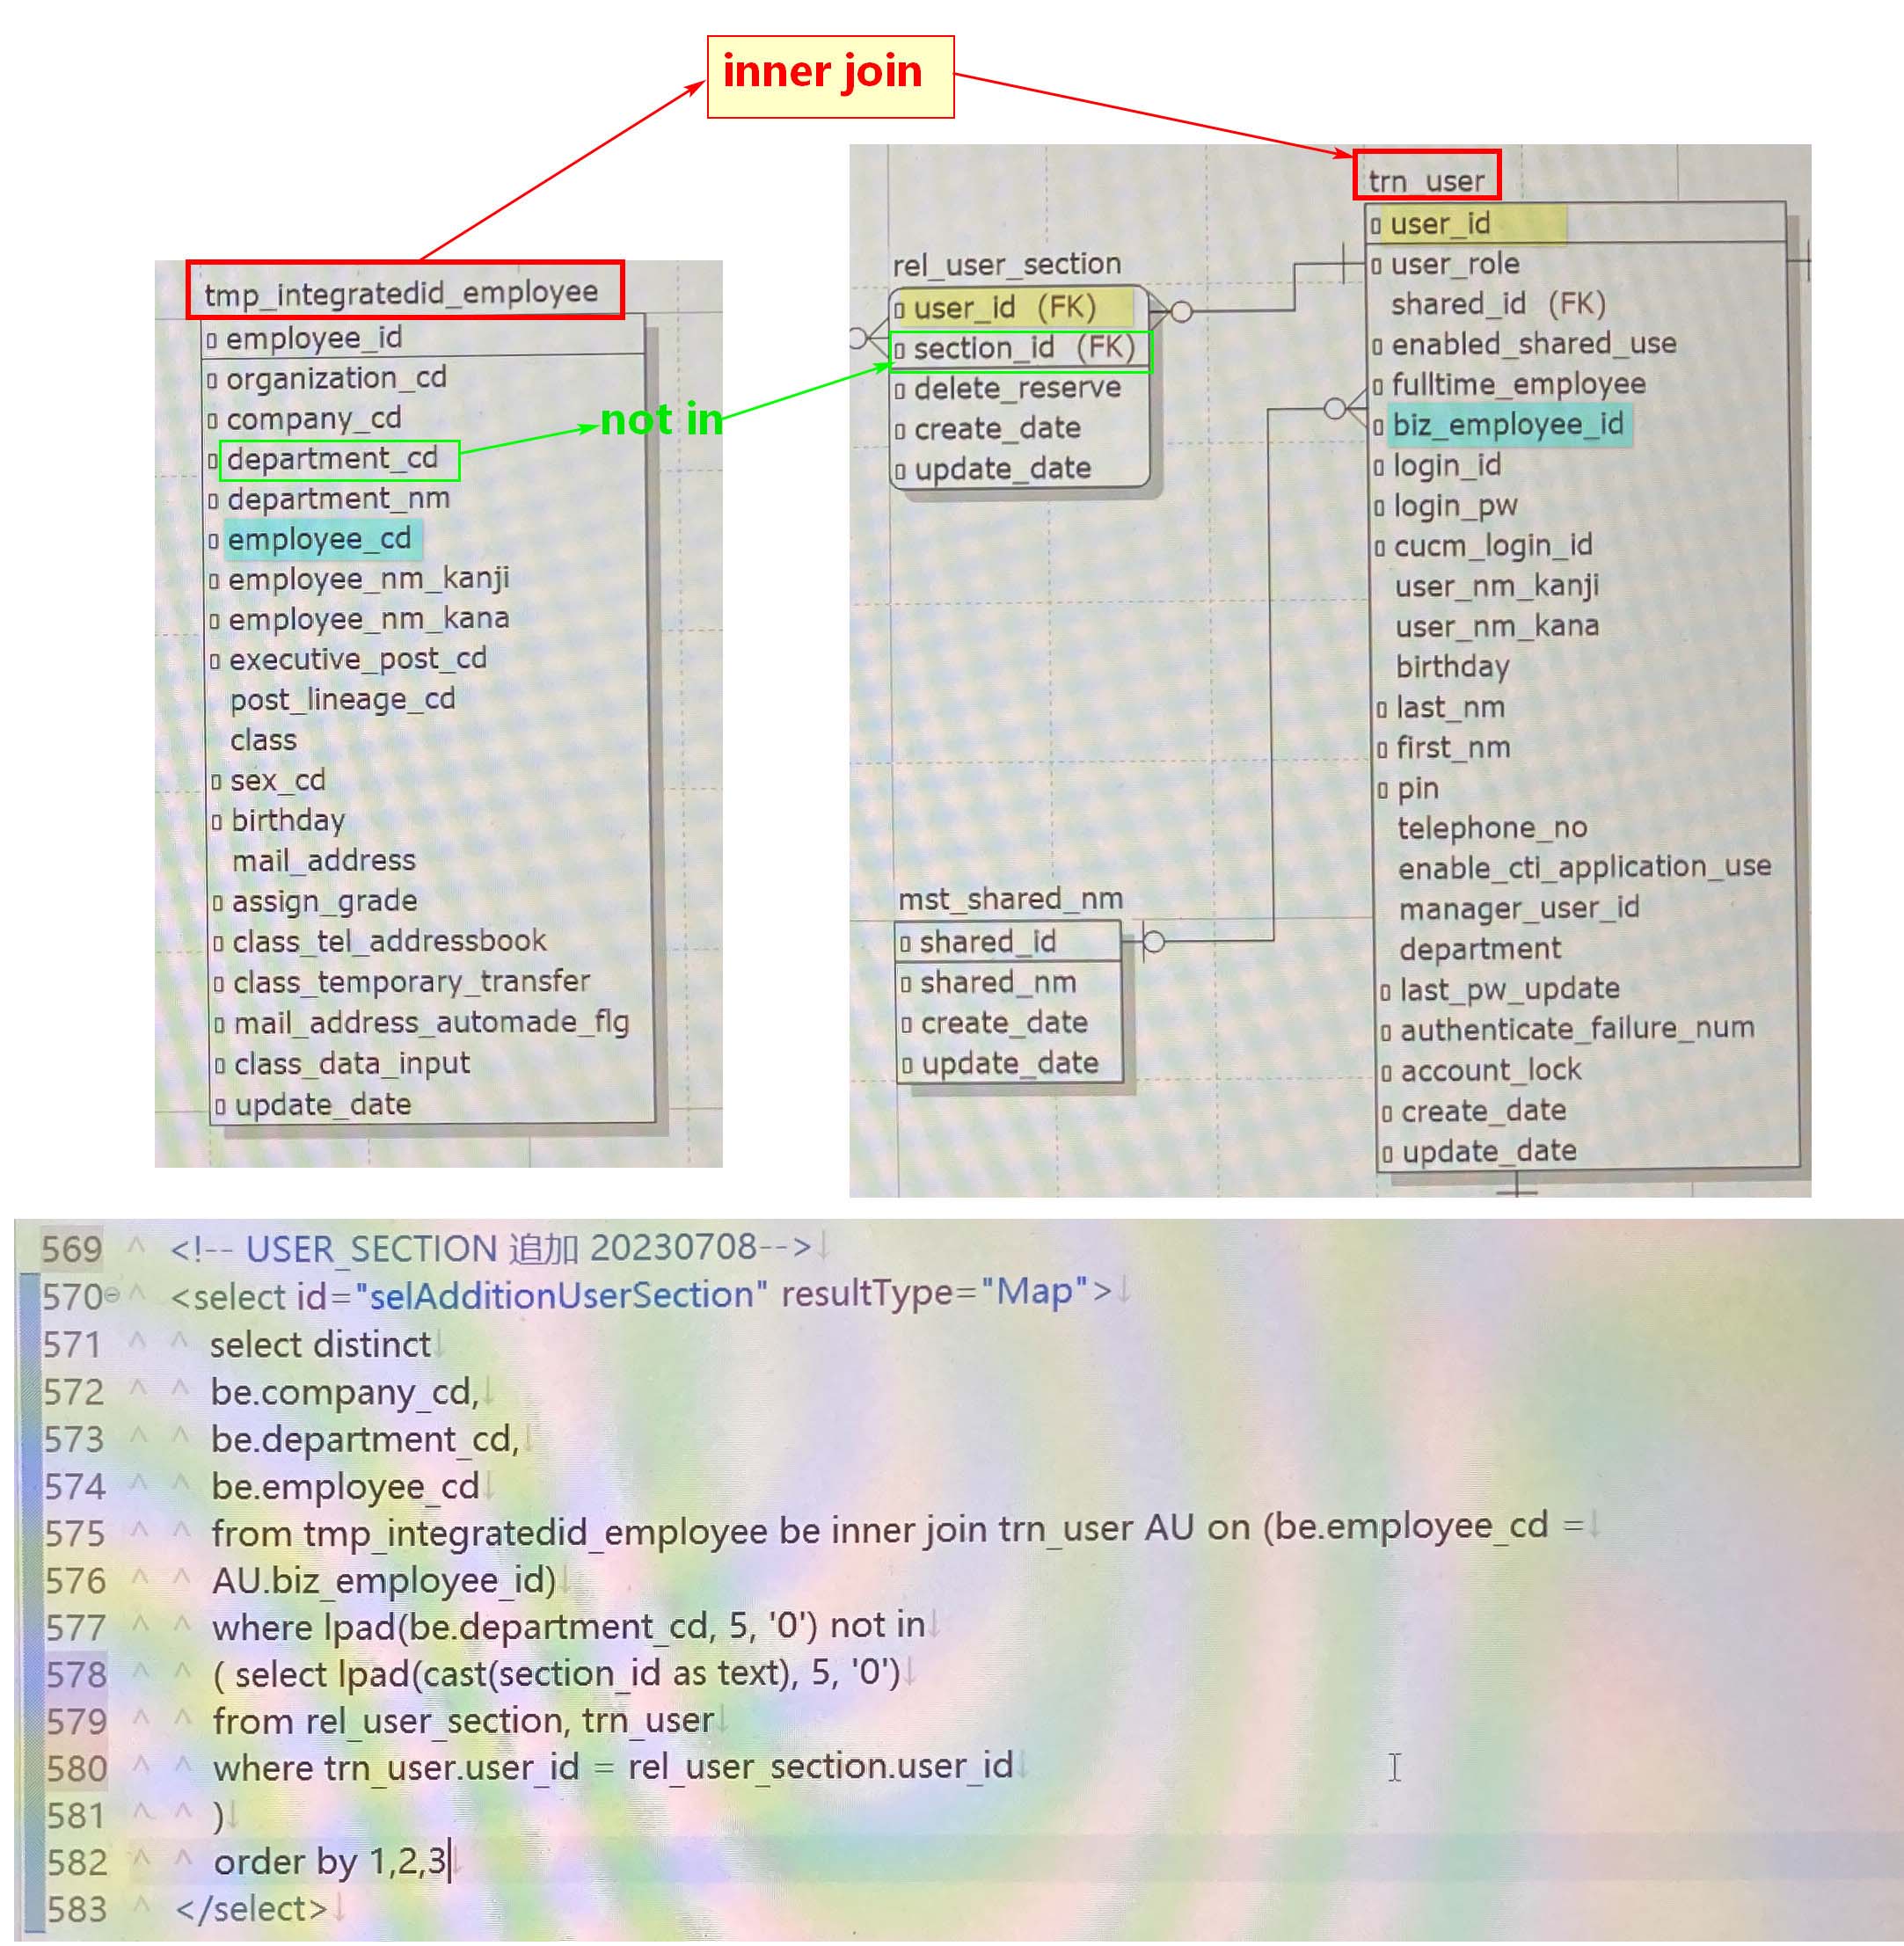 inner join
tmp_integratedid_employee
employee_id
organization_cd
company_cd
department_cd
department_nm
employee_cd
employee_nm_kanji
employee_nm_kana
executive_post_cd
post_lineage_cd
class
sex_cd
birthday
mail_address
assign_grade
class_tel_addressbook
class_temporary_transfer
mail_address_automade_flg
class_data_input
update_date
not in
rel_user_section
user_id (FK)
section_id (FK)
delete_reserve
create_date
update_date
mst_shared_nm
shared_id
shared_nm
create_date
update_date
trn_user
user_id
user_role
shared_id (FK)
enabled_shared_use
fulltime_employee
biz_employee_id
login_id
login_pw
cucm_login_id
user_nm_kanji
user_nm_kana
birthday
last_nm
first_nm
pin
telephone_no
enable_cti_application_use
manager_user_id
department
last_pw_update
authenticate_failure_num
account_lock
create_date
update_date
569 <!-- USER_SECTION 追加 20230708-->
570 <select id="selAdditionUserSection" resultType="Map">
571 select distinct
572 be.company_cd,
573 be.department_cd,
574 be.employee_cd
575 from tmp_integratedid_employee be inner join trn_user AU on (be.employee_cd =
576 AU.biz_employee_id)
577 where lpad(be.department_cd, 5, '0') not in
578 ( select lpad(cast(section_id as text), 5, '0')
579 from rel_user_section, trn_user
580 where trn_user.user_id = rel_user_section.user_id
581 )
582 order by 1,2,3
583 </select>